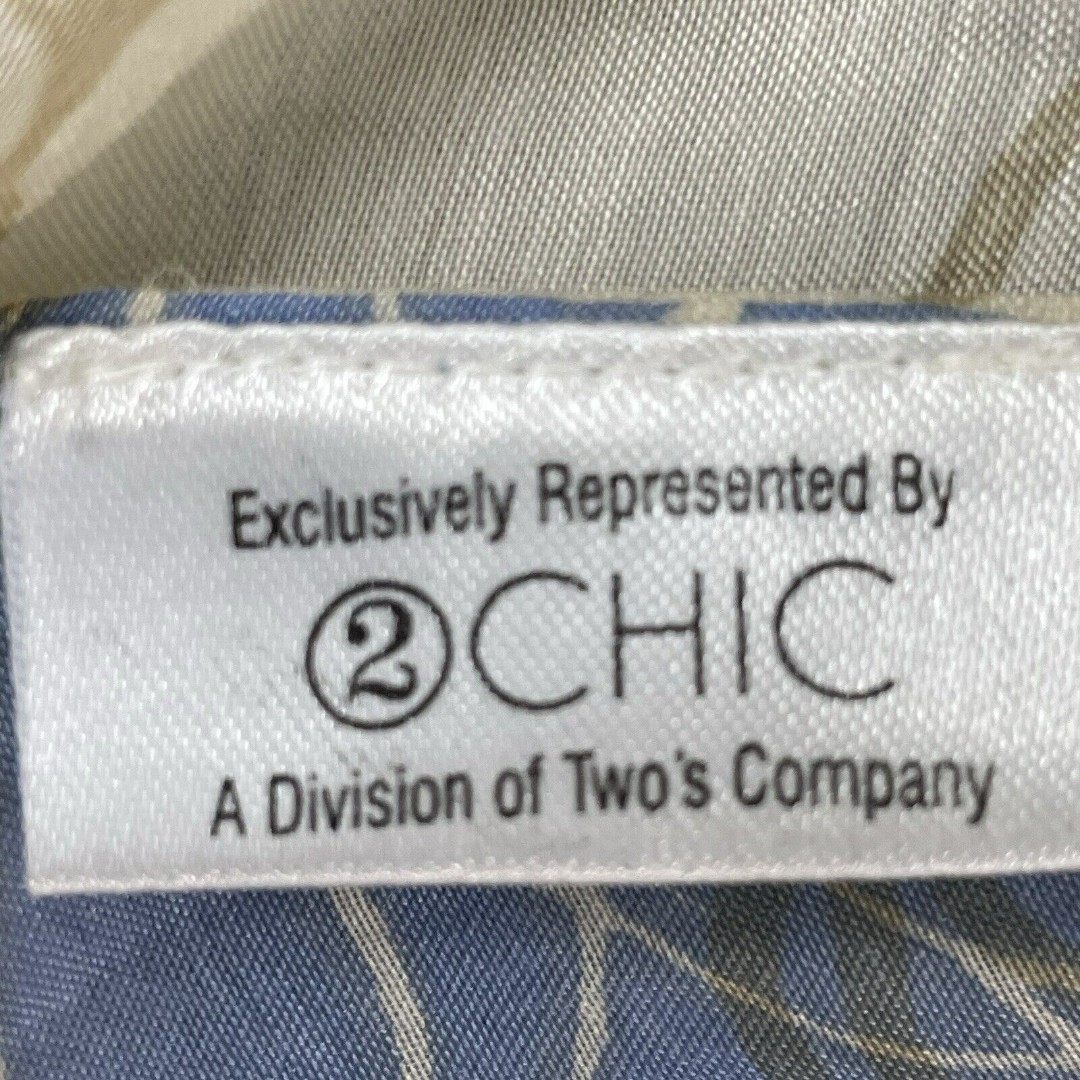 Exclusively Represented By
②CHIC
A Division of Two's Company